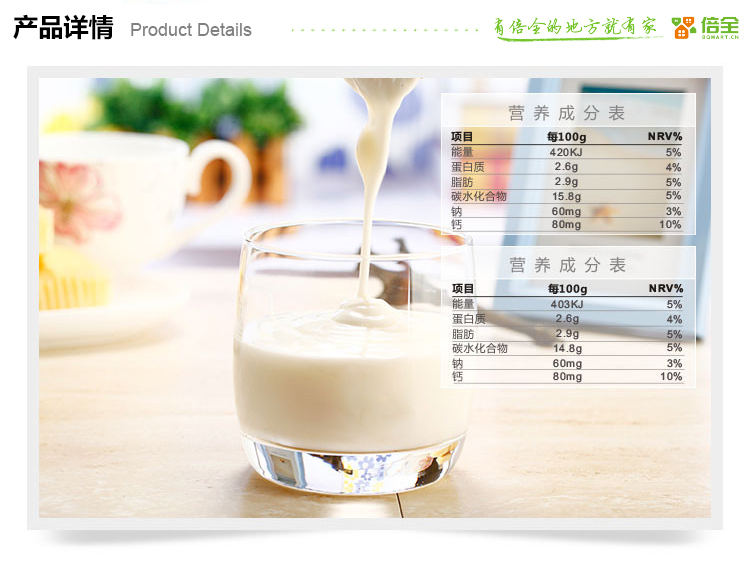 产品详情 Product Details 有倍全的地方就有家 倍全
BQMART.CN
营养成分表
项目 每100g NRV%
能量 420KJ 5%
蛋白质 2.6g 4%
脂肪 2.9g 5%
碳水化合物 15.8g 5%
钠 60mg 3%
钙 80mg 10%
营养成分表
项目 每100g NRV%
能量 403KJ 5%
蛋白质 2.6g 4%
脂肪 2.9g 5%
碳水化合物 14.8g 5%
钠 60mg 3%
钙 80mg 10%